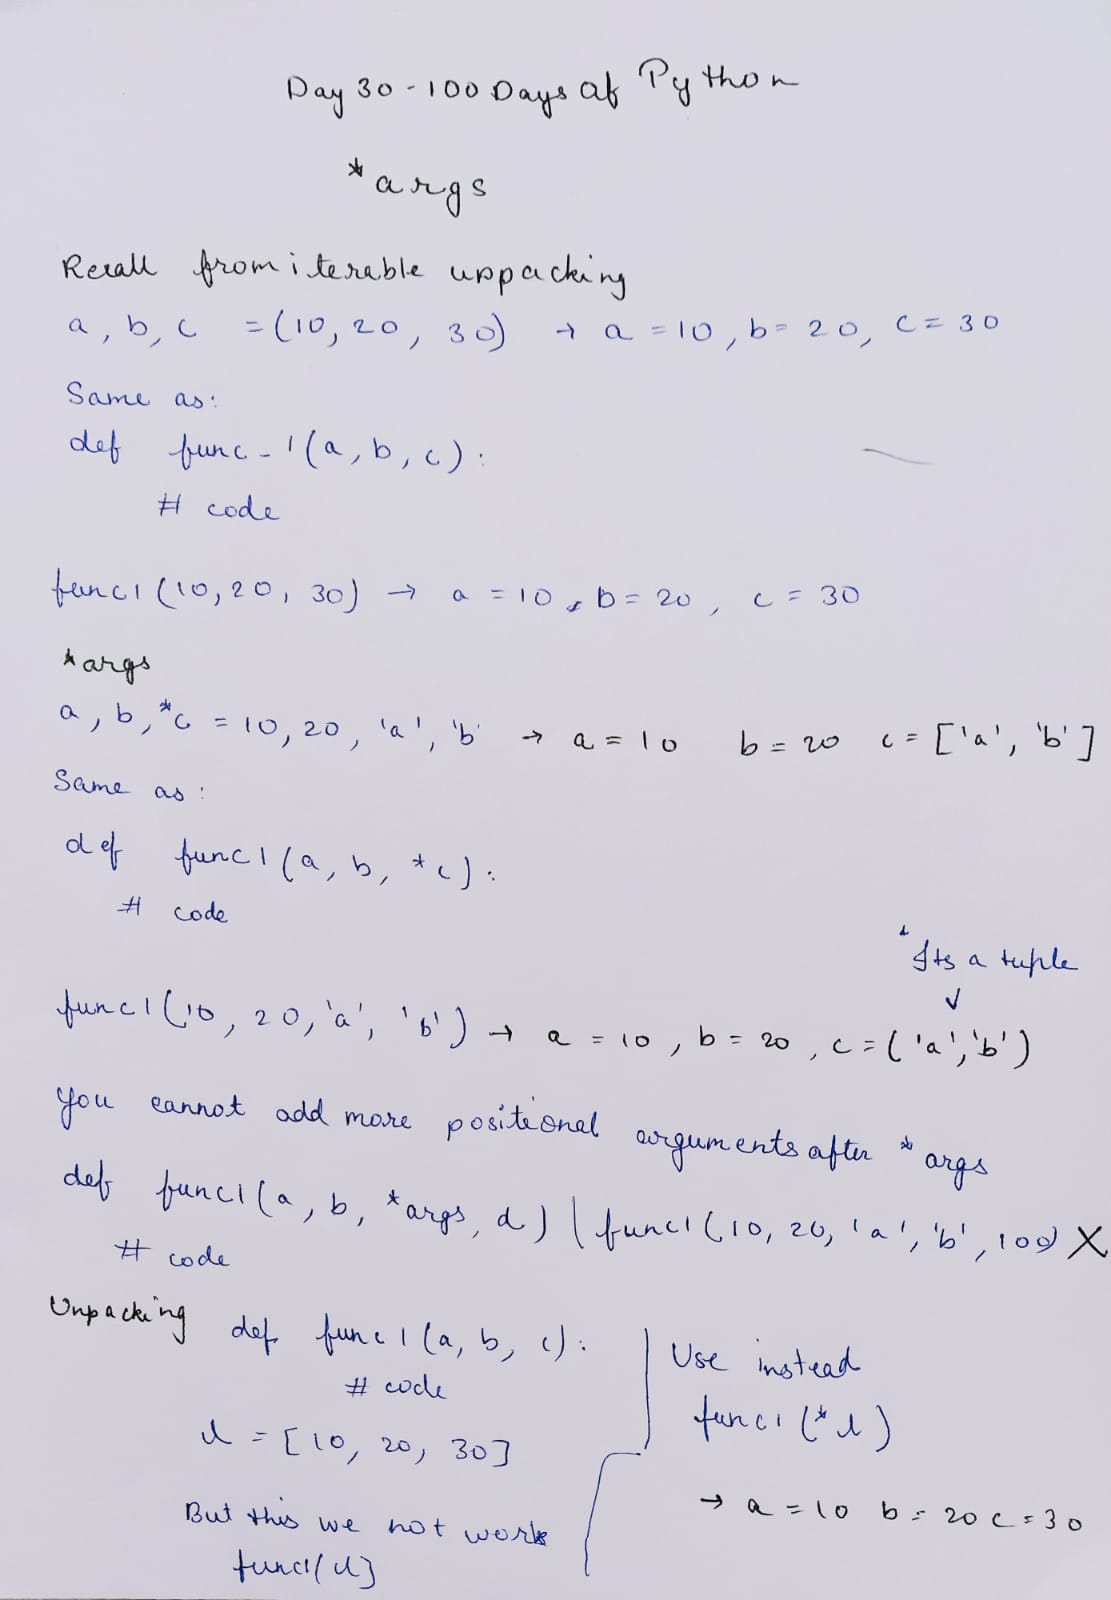 Day 30 - 100 Days of Python
*args
Recall from iterable unpacking
a, b, c = (10, 20, 30) → a = 10, b = 20, c = 30
Same as:
def func_1(a, b, c):
# code
func1(10, 20, 30) → a = 10, b = 20, c = 30
*args
a, b, *c = 10, 20, 'a', 'b' → a = 10 b = 20 c = ['a', 'b']
Same as:
def func1(a, b, *c):
# code
*Its a tuple
func1(10, 20, 'a', 'b') → a = 10, b = 20, c = ('a', 'b')
you cannot add more positional arguments after *args
def func1(a, b, *args, d) | func1(10, 20, 'a', 'b', 100) X
# code
Unpacking def func1(a, b, c):
# code
l = [10, 20, 30]
But this we not work
func1(l)
Use instead
func1(*l)
→ a = 10 b = 20 c = 30